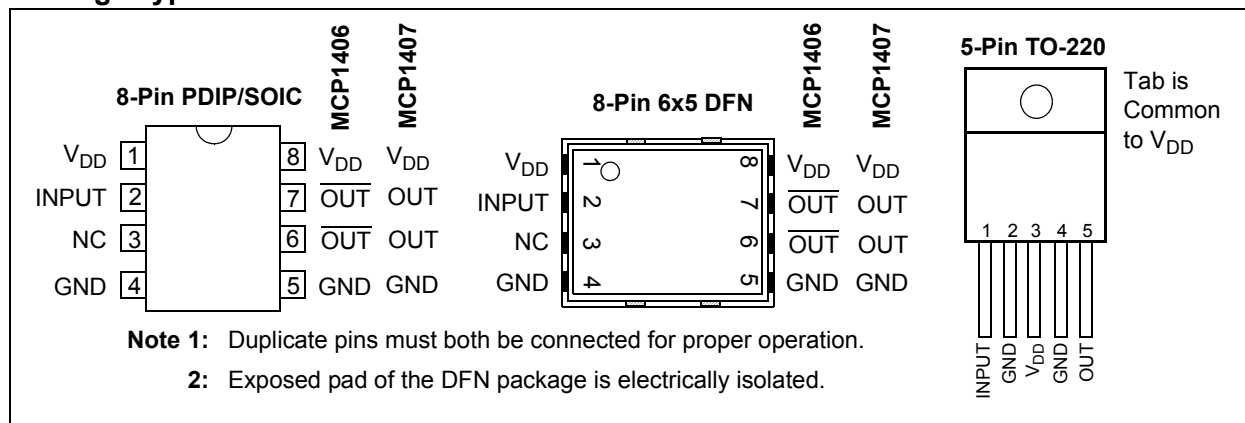 8-Pin PDIP/SOIC
MCP1406
MCP1407
V_DD 1
INPUT 2
NC 3
GND 4
8 V_DD V_DD
7 O̅U̅T̅ OUT
6 O̅U̅T̅ OUT
5 GND GND
8-Pin 6x5 DFN
MCP1406
MCP1407
V_DD 1
INPUT 2
NC 3
GND 4
8 V_DD V_DD
7 O̅U̅T̅ OUT
6 O̅U̅T̅ OUT
5 GND GND
5-Pin TO-220
Tab is
Common
to V_DD
1 2 3 4 5
INPUT
GND
V_DD
GND
OUT
Note 1: Duplicate pins must both be connected for proper operation.
2: Exposed pad of the DFN package is electrically isolated.